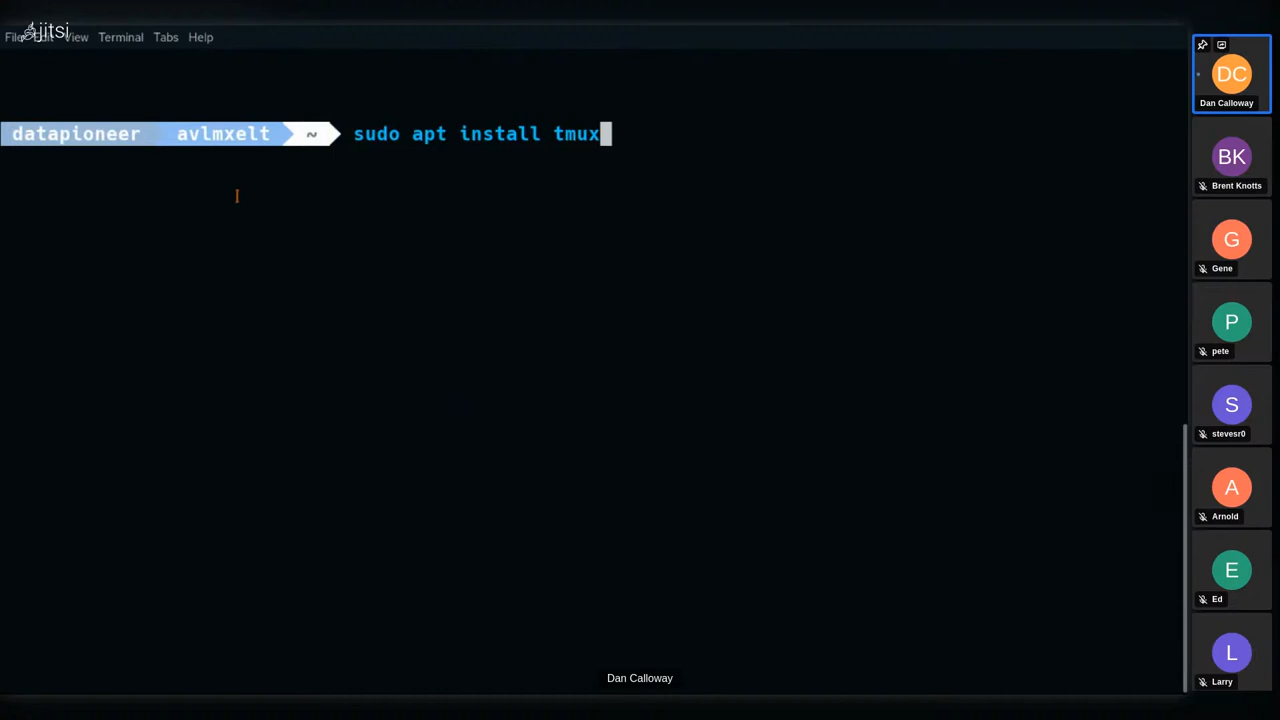 jitsi
File Edit View Terminal Tabs Help
datapioneer avlmxelt ~ sudo apt install tmux
DC
Dan Calloway
BK
Brent Knotts
G
Gene
P
pete
S
stevesr0
A
Arnold
E
Ed
L
Larry
Dan Calloway